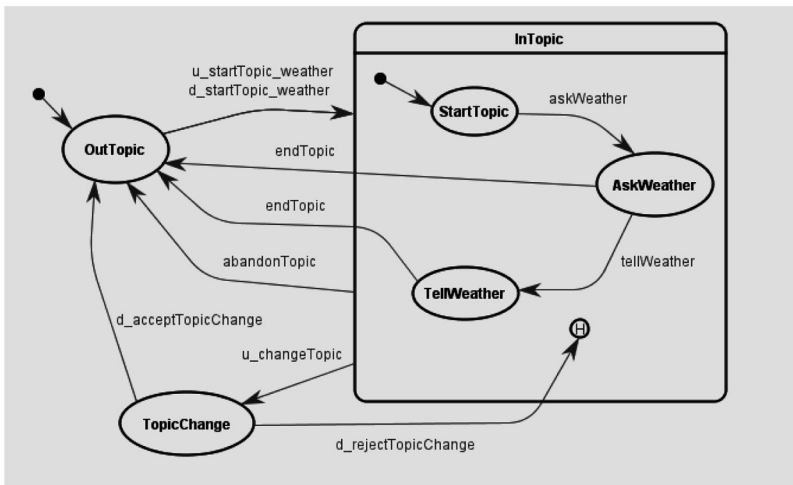 InTopic
u_startTopic_weather
d_startTopic_weather
StartTopic
askWeather
OutTopic
endTopic
AskWeather
endTopic
abandonTopic
tellWeather
TellWeather
d_acceptTopicChange
H
u_changeTopic
TopicChange
d_rejectTopicChange